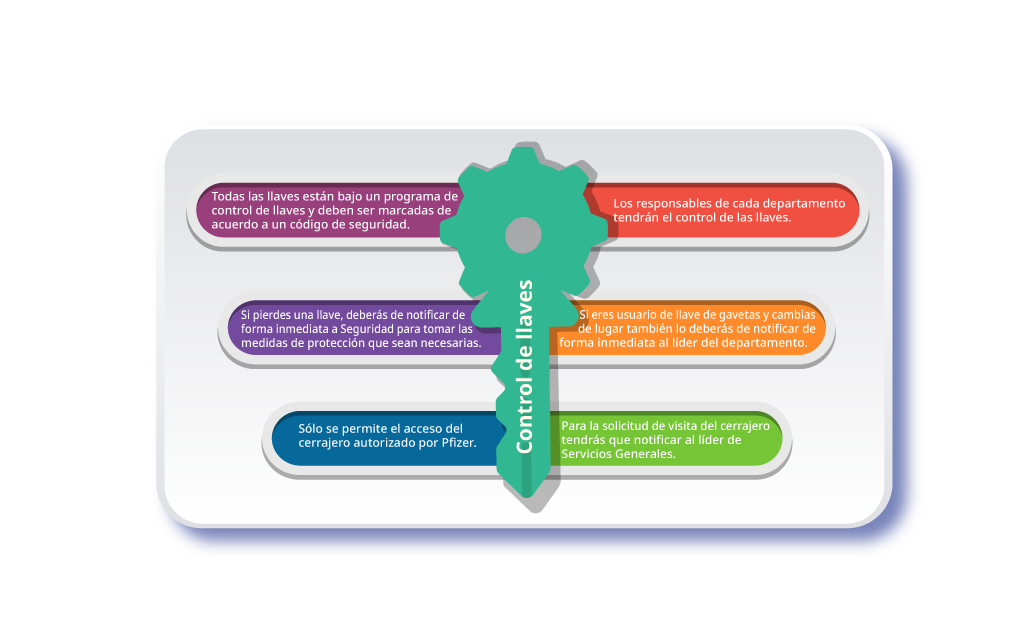 Todas las llaves están bajo un programa de
control de llaves y deben ser marcadas de
acuerdo a un código de seguridad.
Los responsables de cada departamento
tendrán el control de las llaves.
Si pierdes una llave, deberás de notificar de
forma inmediata a Seguridad para tomar las
medidas de protección que sean necesarias.
Si eres usuario de llave de gavetas y cambias
de lugar también lo deberás de notificar de
forma inmediata al líder del departamento.
Sólo se permite el acceso del
cerrajero autorizado por Pfizer.
Para la solicitud de visita del cerrajero
tendrás que notificar al líder de
Servicios Generales.
Control de llaves